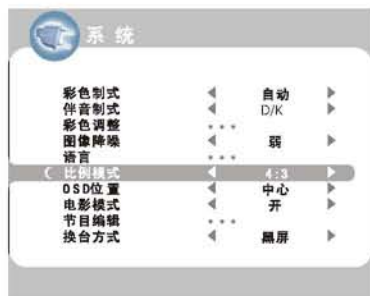 系统
彩色制式 自动
伴音制式 D/K
彩色调整 ***
图像降噪 弱
语言 ***
比例模式 4:3
OSD位置 中心
电影模式 开
节目编辑 ***
换台方式 黑屏